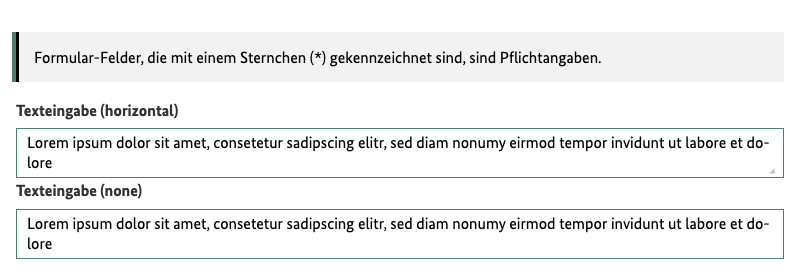 Formular-Felder, die mit einem Sternchen (*) gekennzeichnet sind, sind Pflichtangaben.
Texteingabe (horizontal)
Lorem ipsum dolor sit amet, consetetur sadipscing elitr, sed diam nonumy eirmod tempor invidunt ut labore et do-
lore
Texteingabe (none)
Lorem ipsum dolor sit amet, consetetur sadipscing elitr, sed diam nonumy eirmod tempor invidunt ut labore et do-
lore